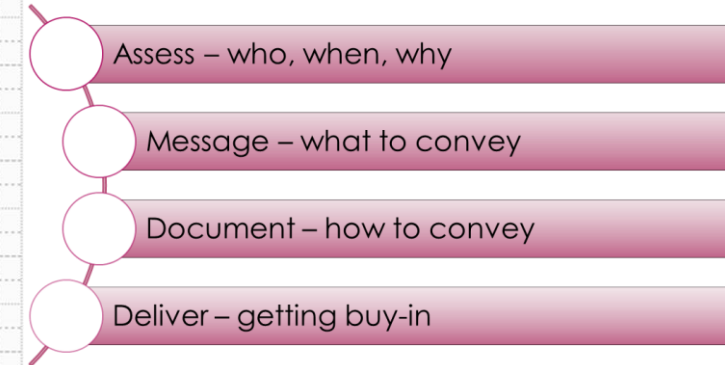 Assess – who, when, why
Message – what to convey
Document – how to convey
Deliver – getting buy-in